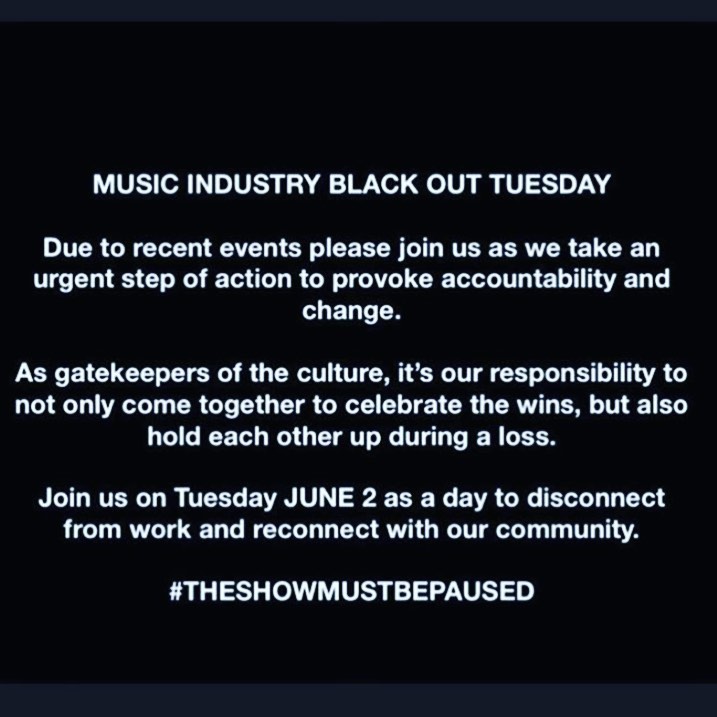 MUSIC INDUSTRY BLACK OUT TUESDAY
Due to recent events please join us as we take an
urgent step of action to provoke accountability and
change.
As gatekeepers of the culture, it's our responsibility to
not only come together to celebrate the wins, but also
hold each other up during a loss.
Join us on Tuesday JUNE 2 as a day to disconnect
from work and reconnect with our community.
#THESHOWMUSTBEPAUSED